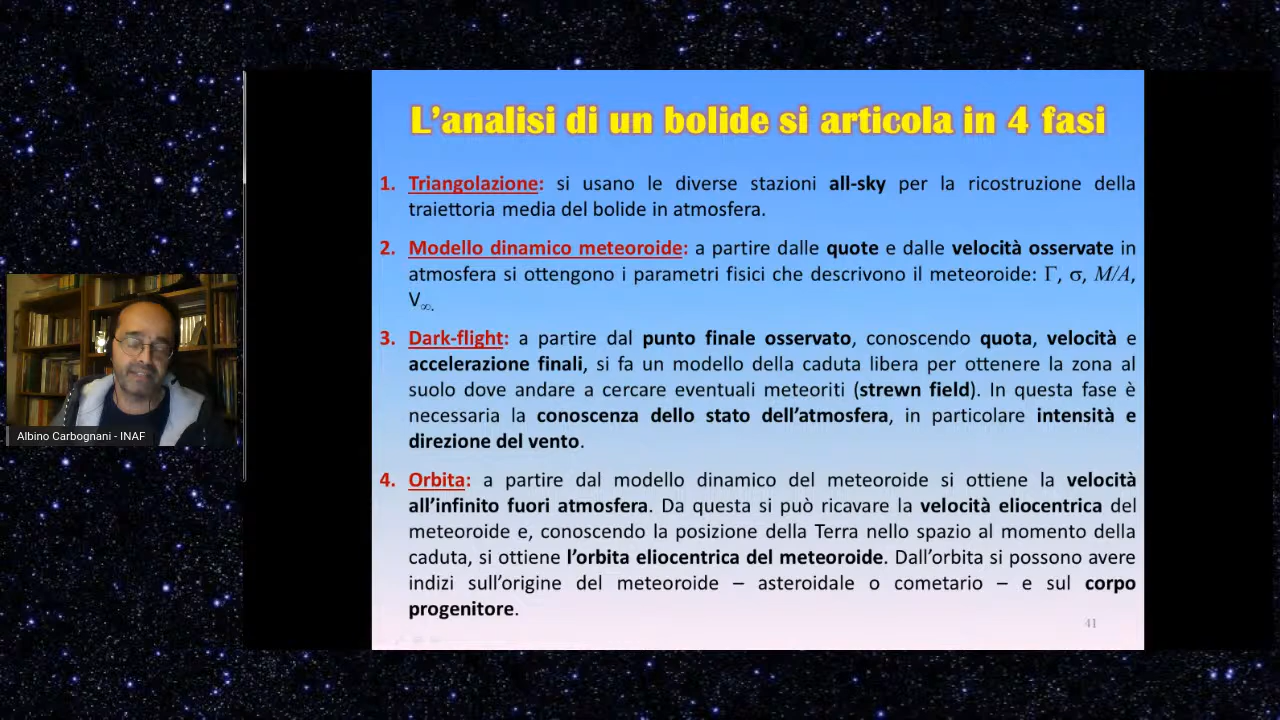 L'analisi di un bolide si articola in 4 fasi
1. Triangolazione: si usano le diverse stazioni all-sky per la ricostruzione della
traiettoria media del bolide in atmosfera.
2. Modello dinamico meteoroide: a partire dalle quote e dalle velocità osservate in
atmosfera si ottengono i parametri fisici che descrivono il meteoroide: Γ, σ, M/A,
V∞.
3. Dark-flight: a partire dal punto finale osservato, conoscendo quota, velocità e
accelerazione finali, si fa un modello della caduta libera per ottenere la zona al
suolo dove andare a cercare eventuali meteoriti (strewn field). In questa fase è
necessaria la conoscenza dello stato dell'atmosfera, in particolare intensità e
direzione del vento.
4. Orbita: a partire dal modello dinamico del meteoroide si ottiene la velocità
all'infinito fuori atmosfera. Da questa si può ricavare la velocità eliocentrica del
meteoroide e, conoscendo la posizione della Terra nello spazio al momento della
caduta, si ottiene l'orbita eliocentrica del meteoroide. Dall'orbita si possono avere
indizi sull'origine del meteoroide – asteroidale o cometario – e sul corpo
progenitore.
41
Albino Carbognani - INAF